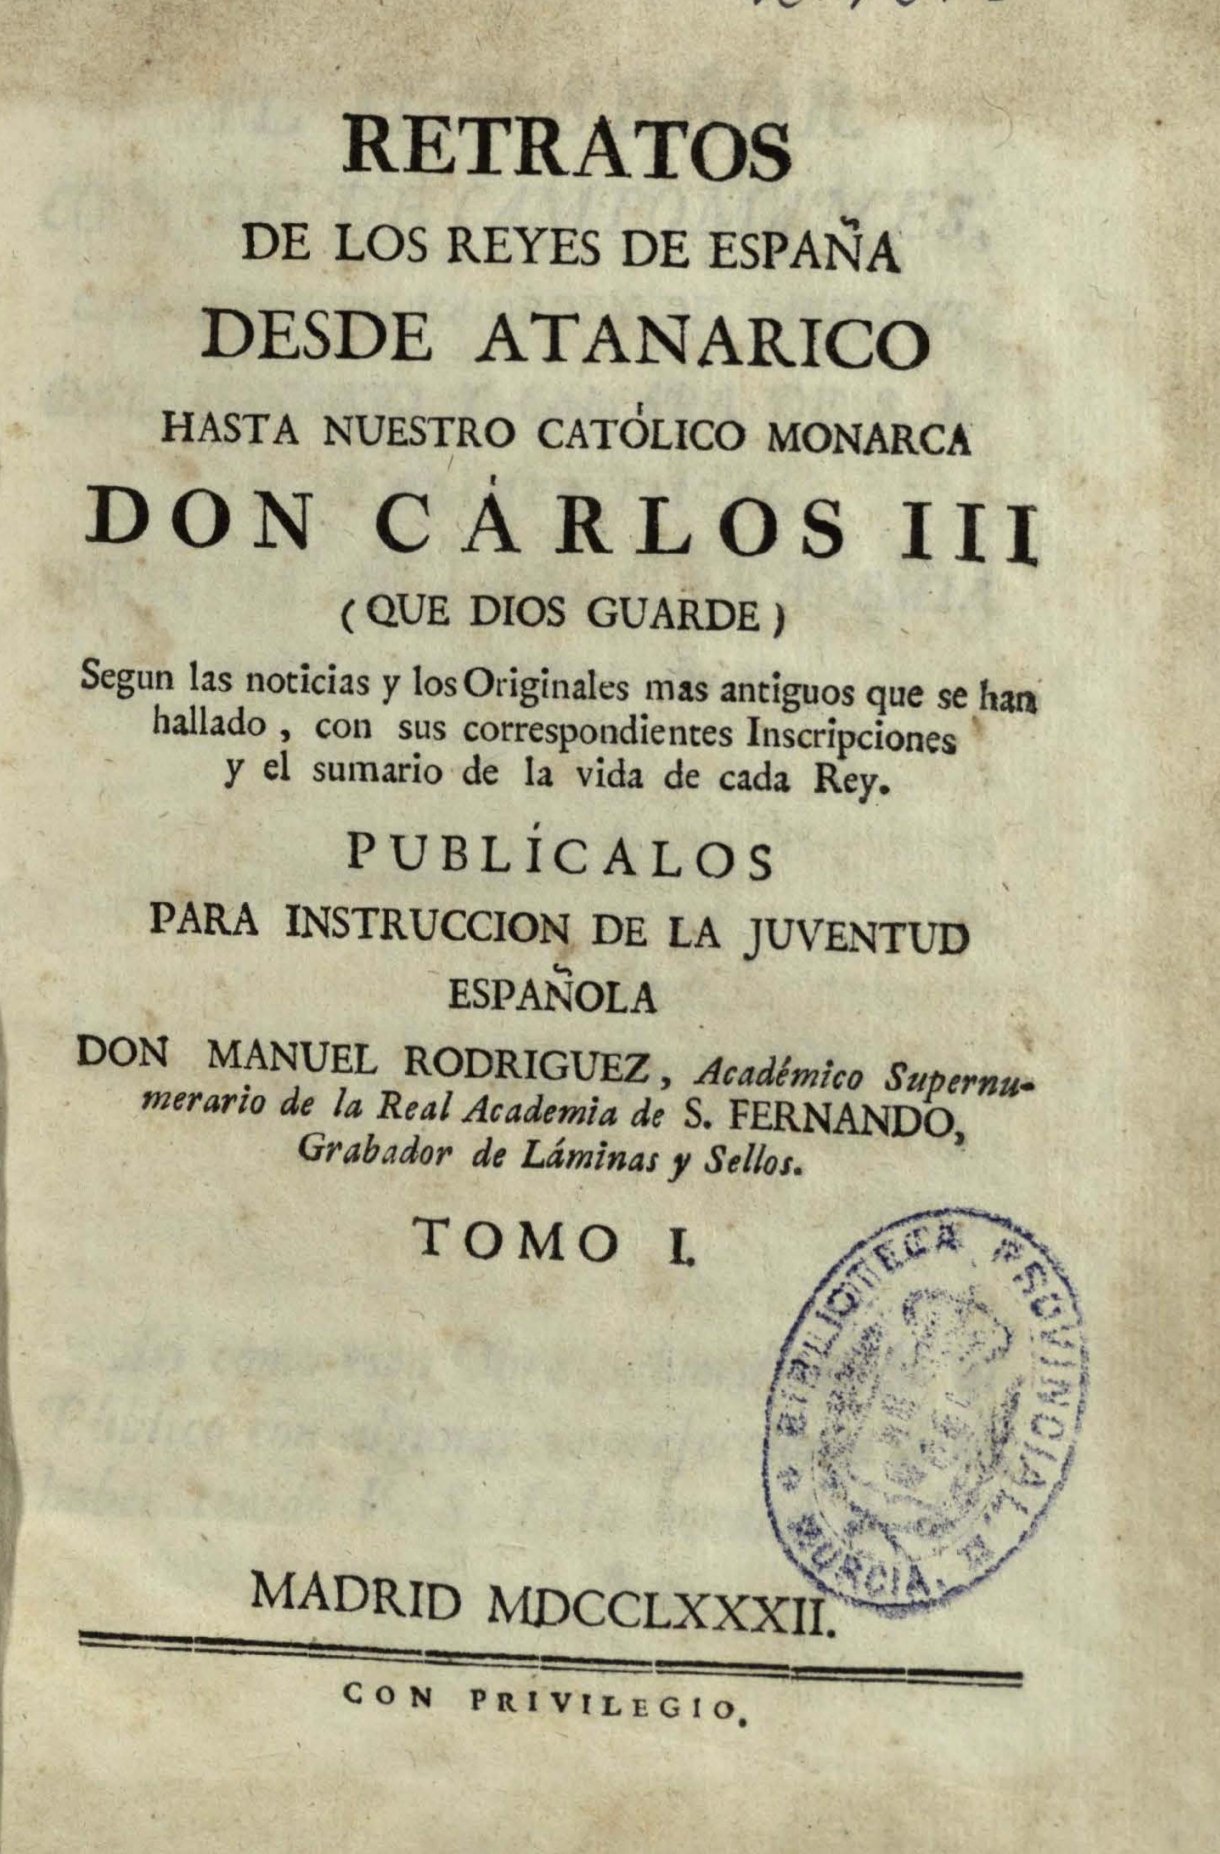 RETRATOS
DE LOS REYES DE ESPAÑA
DESDE ATANARICO
HASTA NUESTRO CATÓLICO MONARCA
DON CÁRLOS III
(QUE DIOS GUARDE)
Segun las noticias y los Originales mas antiguos que se han
hallado, con sus correspondientes Inscripciones
y el sumario de la vida de cada Rey.
PUBLÍCALOS
PARA INSTRUCCION DE LA JUVENTUD
ESPAÑOLA
DON MANUEL RODRIGUEZ, Académico Supernu-
merario de la Real Academia de S. FERNANDO,
Grabador de Láminas y Sellos.
TOMO I.
BIBLIOTECA PROVINCIAL
MURCIA.
MADRID MDCCLXXXII.
CON PRIVILEGIO.